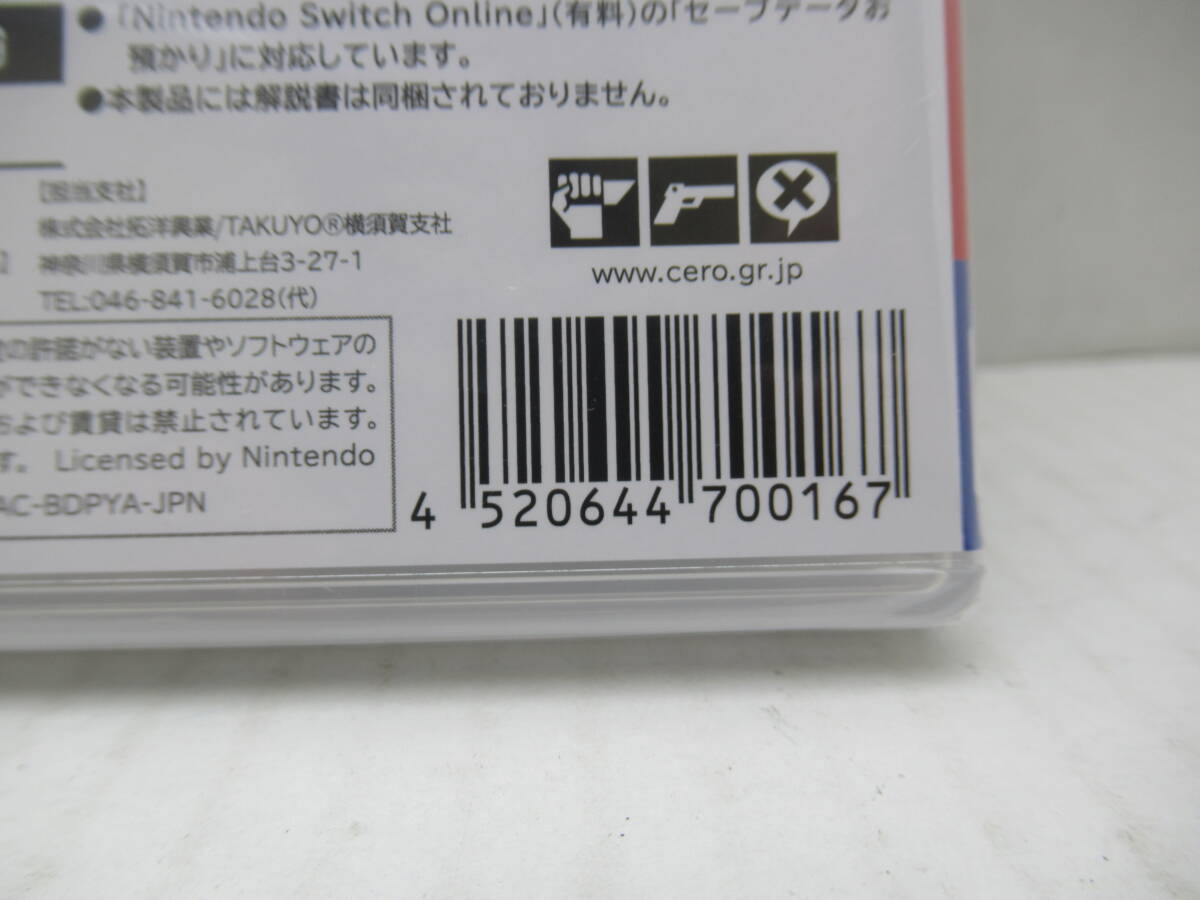 ●「Nintendo Switch Online」(有料)の「セーブデータお
預かり」に対応しています。
●本製品には解説書は同梱されておりません。
【担当支社】
株式会社拓洋興業/TAKUYO®横須賀支社
神奈川県横須賀市浦上台3-27-1
TEL:046-841-6028(代)
www.cero.gr.jp
の許諾がない装置やソフトウェアの
ができなくなる可能性があります。
および賃貸は禁止されています。
す。 Licensed by Nintendo
AC-BDPYA-JPN
4 520644 700167